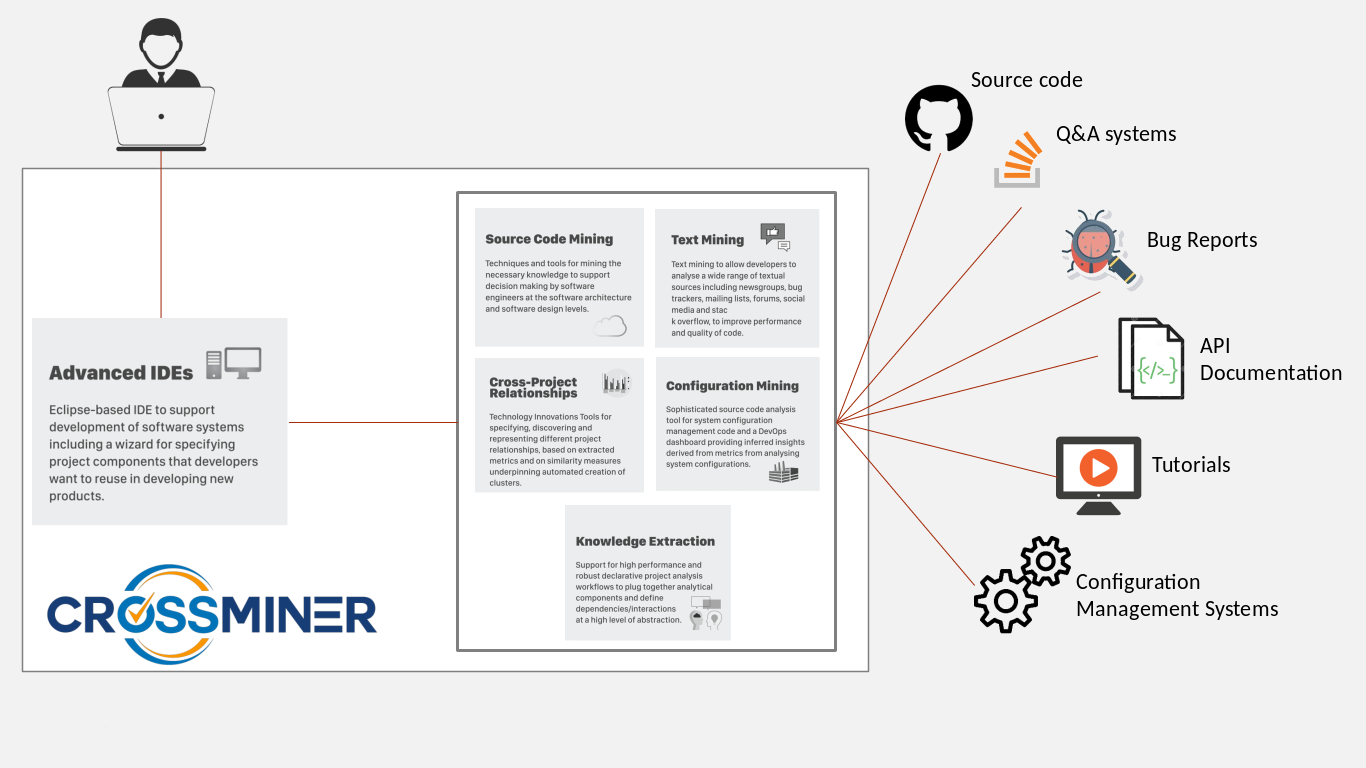 Source code
Q&A systems
Bug Reports
API
Documentation
Tutorials
Configuration
Management Systems
Advanced IDEs
Eclipse-based IDE to support
development of software systems
including a wizard for specifying
project components that developers
want to reuse in developing new
products.
CROSSMINER
Source Code Mining
Techniques and tools for mining the
necessary knowledge to support
decision making by software
engineers at the software architecture
and software design levels.
Text Mining
Text mining to allow developers to
analyse a wide range of textual
sources including newsgroups, bug
trackers, mailing lists, forums, social
media and stac
k overflow, to improve performance
and quality of code.
Cross-Project
Relationships
Technology Innovations Tools for
specifying, discovering and
representing different project
relationships, based on extracted
metrics and on similarity measures
underpinning automated creation of
clusters.
Configuration Mining
Sophisticated source code analysis
tool for system configuration
management code and a DevOps
dashboard providing inferred insights
derived from metrics from analysing
system configurations.
Knowledge Extraction
Support for high performance and
robust declarative project analysis
workflows to plug together analytical
components and define
dependencies/interactions
at a high level of abstraction.
{</>_}